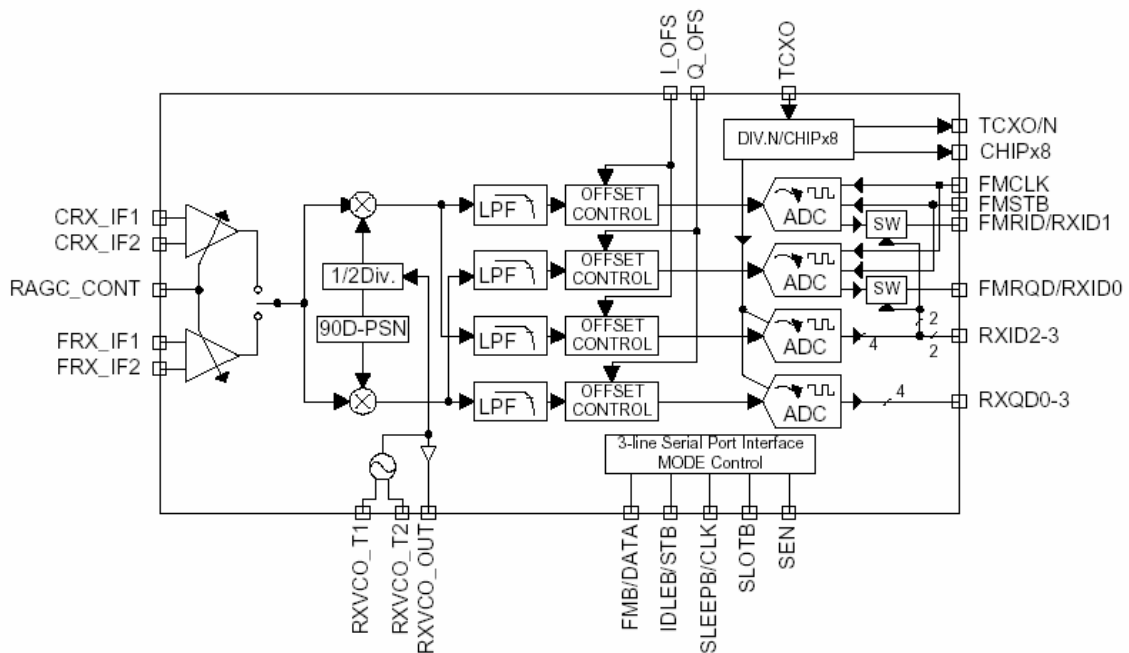 I_OFS
Q_OFS
TCXO
DIV.N/CHIPx8
TCXO/N
CHIPx8
FMCLK
FMSTB
FMRID/RXID1
FMRQD/RXID0
RXID2-3
RXQD0-3
CRX_IF1
CRX_IF2
RAGC_CONT
FRX_IF1
FRX_IF2
1/2Div.
90D-PSN
LPF
OFFSET
CONTROL
ADC
SW
LPF
OFFSET
CONTROL
ADC
SW
LPF
OFFSET
CONTROL
ADC
4
2
2
LPF
OFFSET
CONTROL
ADC
4
3-line Serial Port Interface
MODE Control
RXVCO_T1
RXVCO_T2
RXVCO_OUT
FMB/DATA
IDLEB/STB
SLEEPB/CLK
SLOTB
SEN